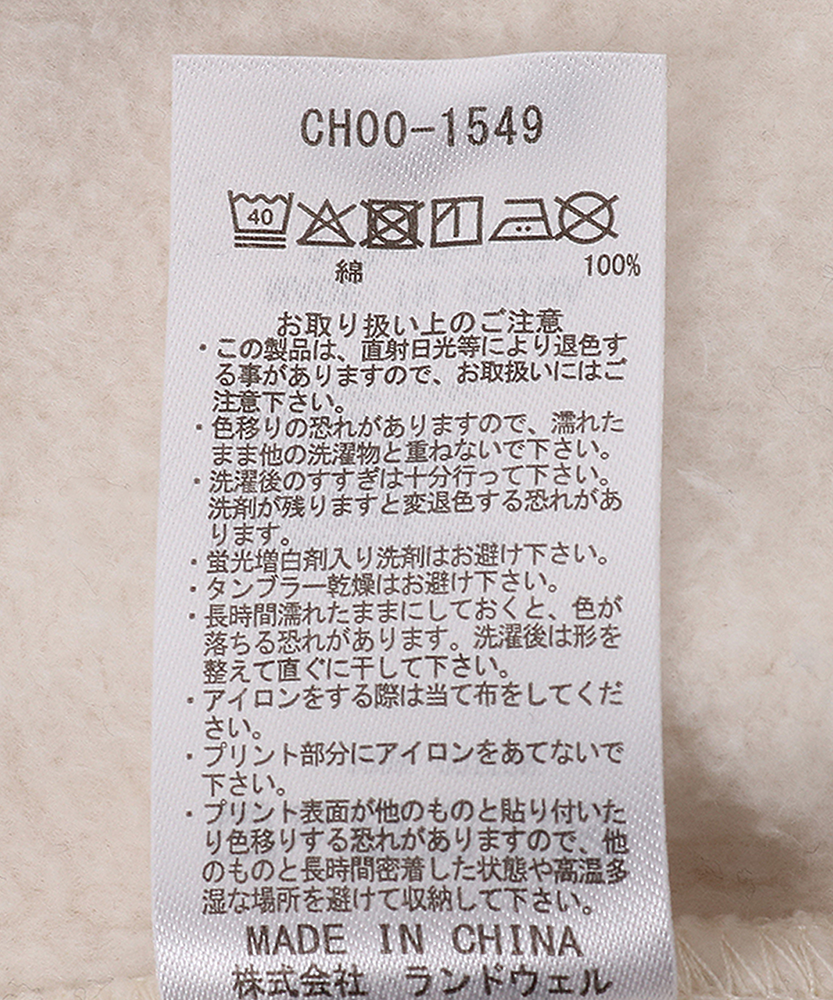 CH00-1549
40
綿 100%
お取り扱い上のご注意
・この製品は、直射日光等により退色す
る事がありますので、お取扱いにはご
注意下さい。
・色移りの恐れがありますので、濡れた
まま他の洗濯物と重ねないで下さい。
・洗濯後のすすぎは十分行って下さい。
洗剤が残りますと変退色する恐れがあ
ります。
・蛍光増白剤入り洗剤はお避け下さい。
・タンブラー乾燥はお避け下さい。
・長時間濡れたままにしておくと、色が
落ちる恐れがあります。洗濯後は形を
整えて直ぐに干して下さい。
・アイロンをする際は当て布をしてくだ
さい。
・プリント部分にアイロンをあてないで
下さい。
・プリント表面が他のものと貼り付いた
り色移りする恐れがありますので、他
のものと長時間密着した状態や高温多
湿な場所を避けて収納して下さい。
MADE IN CHINA
株式会社 ランドウェル